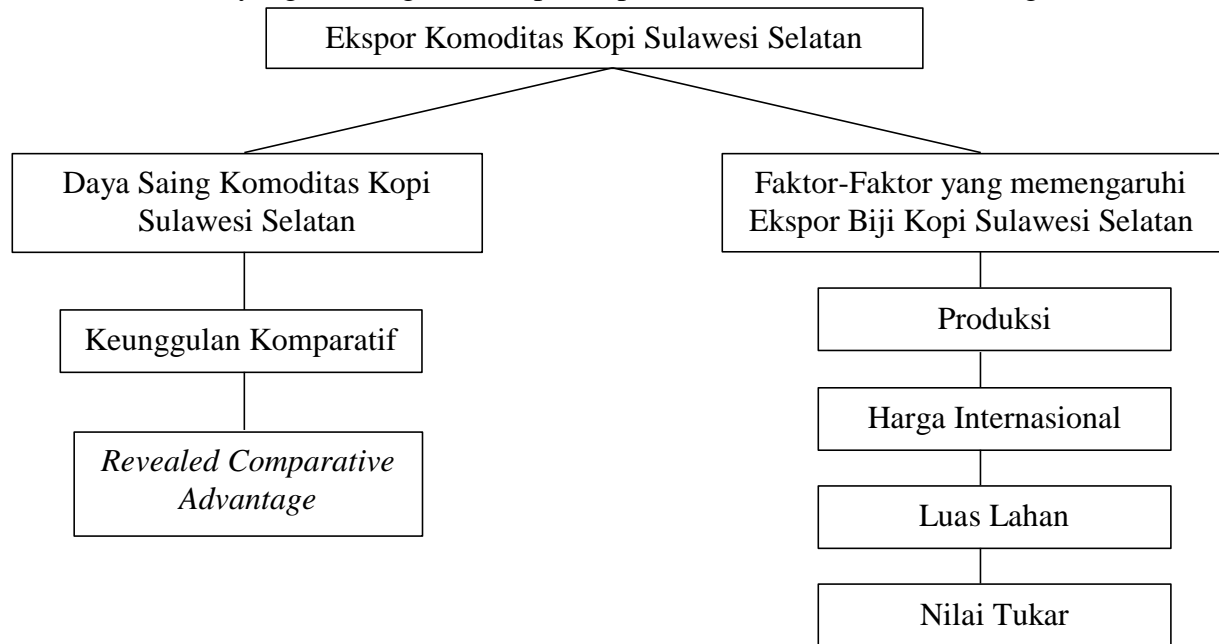 Ekspor Komoditas Kopi Sulawesi Selatan
Daya Saing Komoditas Kopi
Sulawesi Selatan
Keunggulan Komparatif
Revealed Comparative
Advantage
Faktor-Faktor yang memengaruhi
Ekspor Biji Kopi Sulawesi Selatan
Produksi
Harga Internasional
Luas Lahan
Nilai Tukar